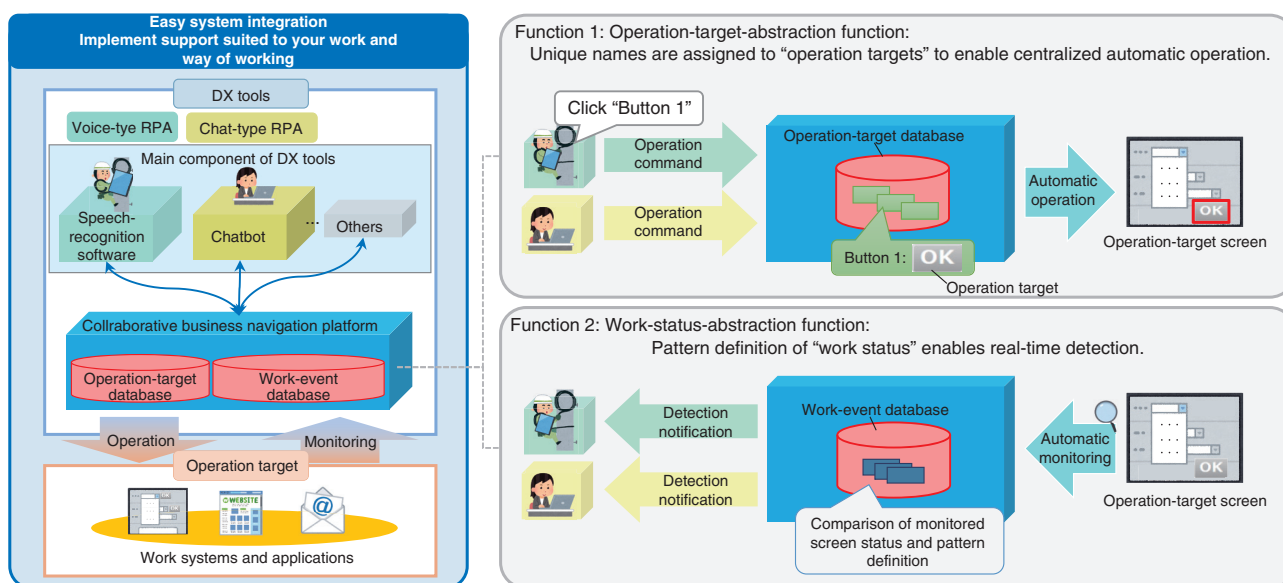 Easy system integration
Implement support suited to your work and
way of working
DX tools
Voice-tye RPA
Chat-type RPA
Main component of DX tools
Speech-
recognition
software
Chatbot
...
Others
Collraborative business navigation platform
Operation-target
database
Work-event
database
Operation
Monitoring
Operation target
WEBSITE
@
Work systems and applications
Function 1: Operation-target-abstraction function:
Unique names are assigned to “operation targets” to enable centralized automatic operation.
Click “Button 1”
Operation
command
Operation
command
Operation-target database
Button 1: OK
Operation target
Automatic
operation
OK
Operation-target screen
Function 2: Work-status-abstraction function:
Pattern definition of “work status” enables real-time detection.
Detection
notification
Detection
notification
Work-event database
Comparison of monitored
screen status and pattern
definition
Automatic
monitoring
OK
Operation-target screen